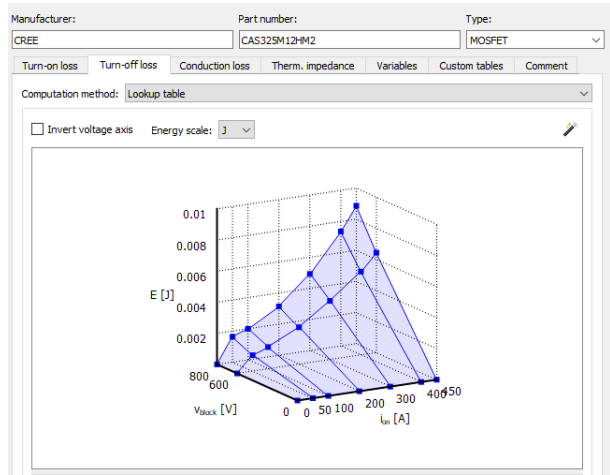 Manufacturer: Part number: Type:
CREE CAS325M12HM2 MOSFET
Turn-on loss Turn-off loss Conduction loss Therm. impedance Variables Custom tables Comment
Computation method: Lookup table
Invert voltage axis Energy scale: J
0.01
0.008
0.006
E [J]
0.004
0.002
800
600
0 0 50 100 200 300 400 450
v_block [V]
i_on [A]